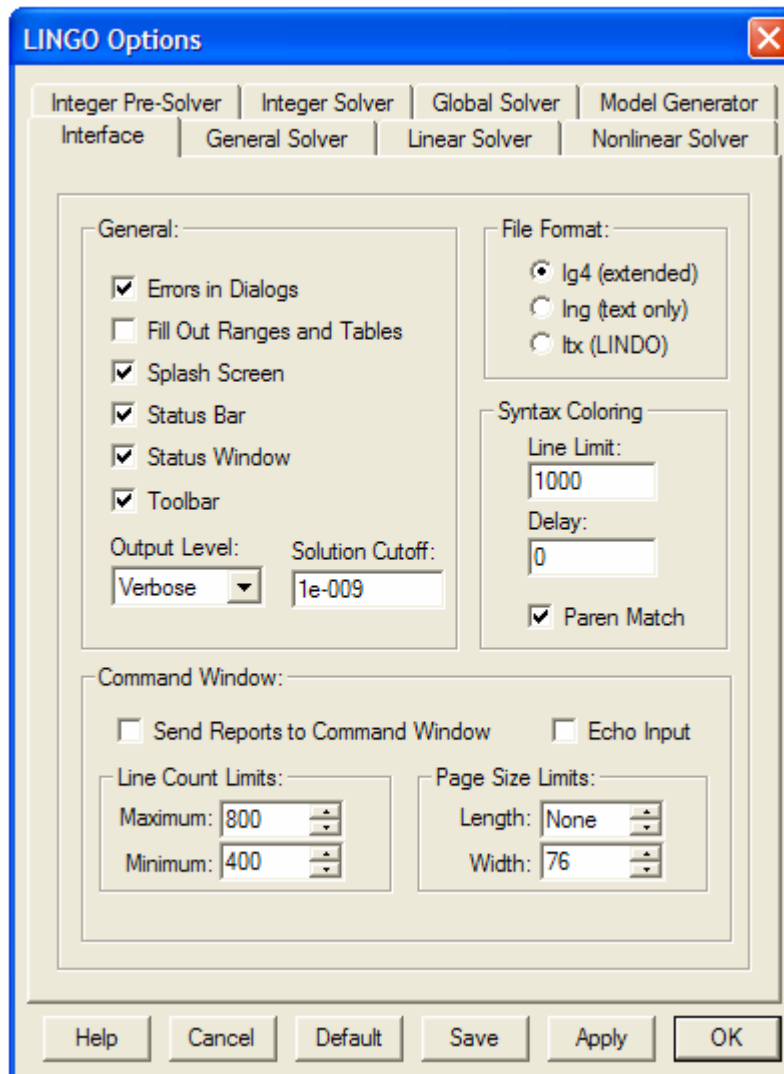 LINGO Options
Integer Pre-Solver
Integer Solver
Global Solver
Model Generator
Interface
General Solver
Linear Solver
Nonlinear Solver
General:
Errors in Dialogs
Fill Out Ranges and Tables
Splash Screen
Status Bar
Status Window
Toolbar
Output Level:
Verbose
Solution Cutoff:
1e-009
File Format:
lg4 (extended)
lng (text only)
ltx (LINDO)
Syntax Coloring
Line Limit:
1000
Delay:
0
Paren Match
Command Window:
Send Reports to Command Window
Echo Input
Line Count Limits:
Maximum: 800
Minimum: 400
Page Size Limits:
Length: None
Width: 76
Help
Cancel
Default
Save
Apply
OK